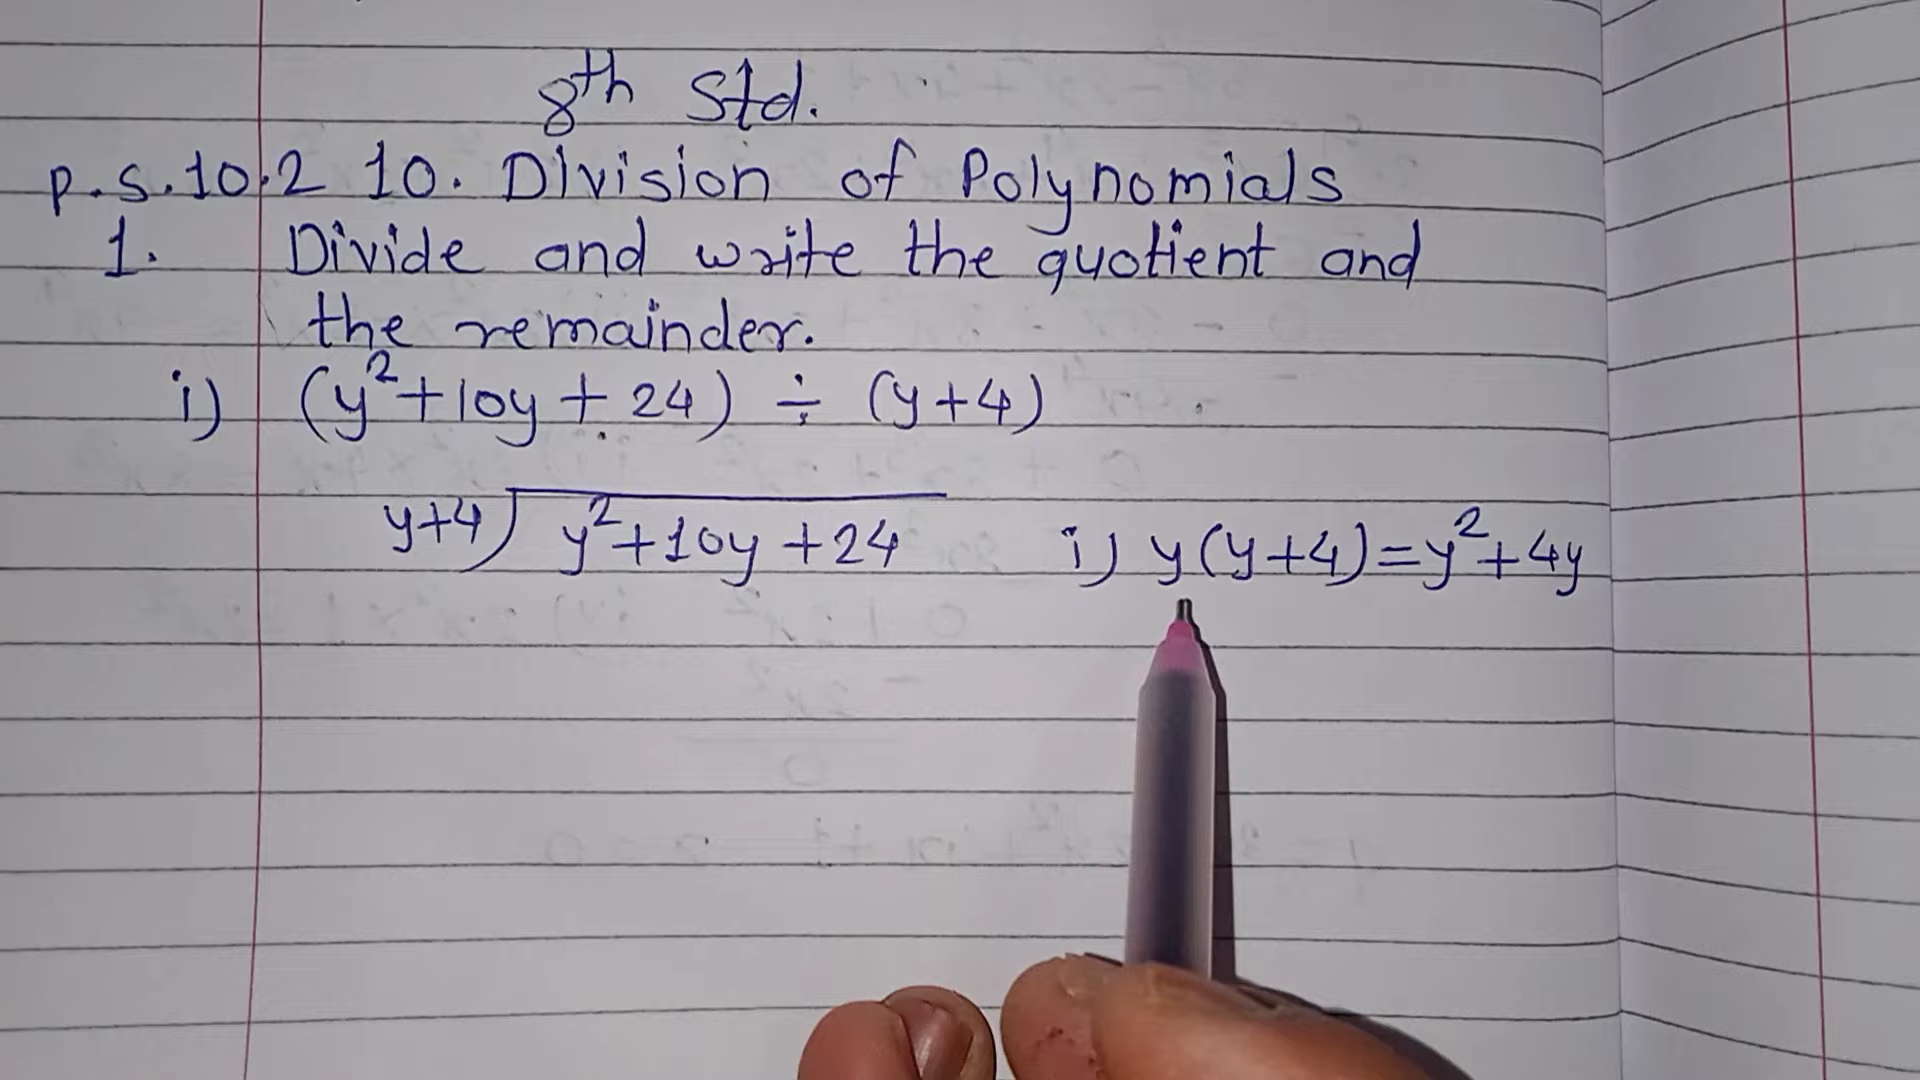 8th Std.
P.S.10.2 10. Division of Polynomials
1. Divide and write the quotient and
the remainder.
i) (y²+10y+24) ÷ (y+4)
y+4) y²+10y+24 i) y(y+4)=y²+4y